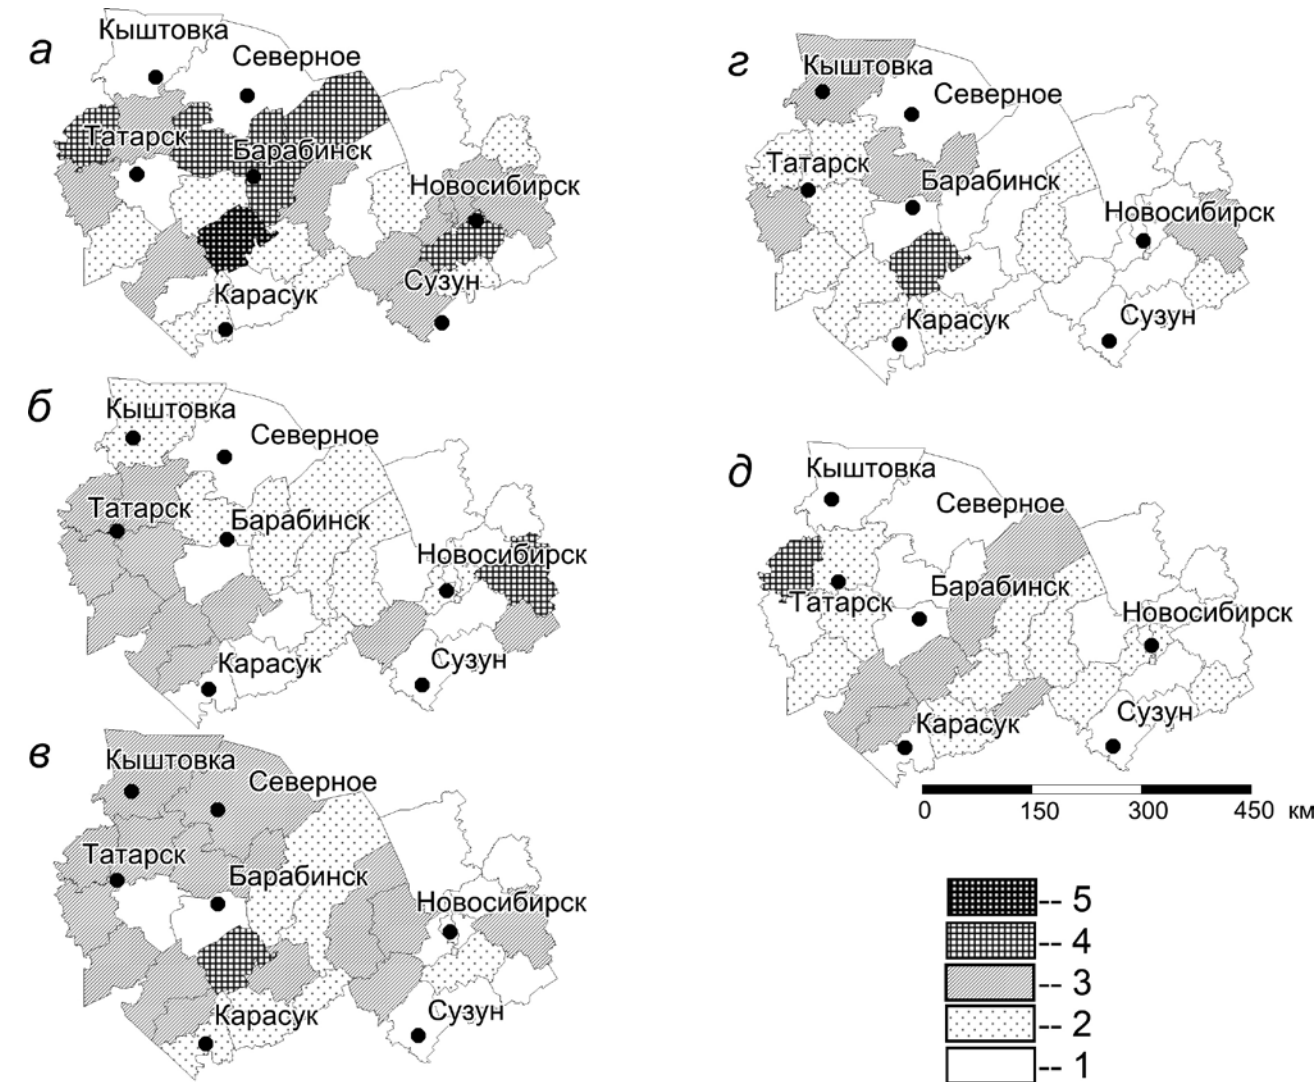 а
Кыштовка
Северное
Татарск
Барабинск
Новосибирск
Сузун
Карасук
б
Кыштовка
Северное
Татарск
Барабинск
Новосибирск
Карасук
Сузун
в
Кыштовка
Северное
Татарск
Барабинск
Новосибирск
Карасук
Сузун
г
Кыштовка
Северное
Татарск
Барабинск
Новосибирск
Карасук
Сузун
д
Кыштовка
Северное
Барабинск
Татарск
Новосибирск
Карасук
Сузун
0 150 300 450 км
-- 5
-- 4
-- 3
-- 2
-- 1